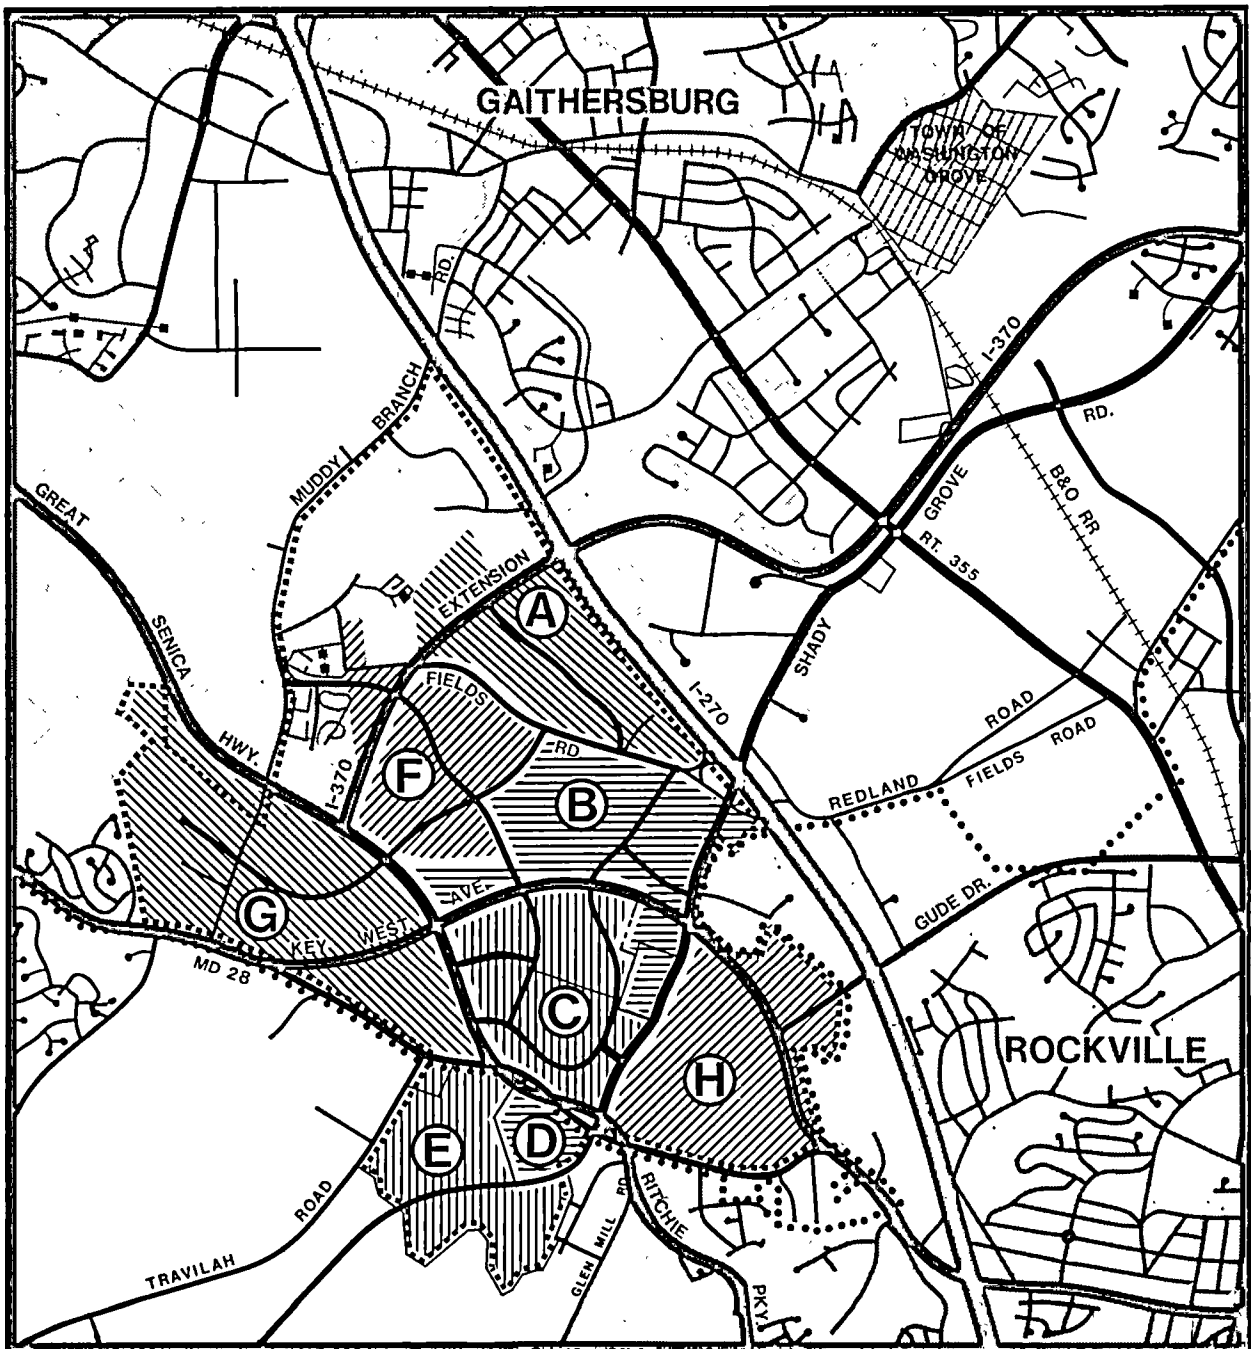 GAITHERSBURG
TOWN OF
WASHINGTON
GROVE
RD.
I-370
BRANCH
RD.
MUDDY
GREAT
GROVE
B&O RR
RT. 355
EXTENSION
A
SENICA
SHADY
FIELDS
I-270
ROAD
HWY.
RD
FIELDS ROAD
I-370
F
B
REDLAND
AVE.
GUDE DR.
G
KEY WEST
MD 28
C
ROCKVILLE
H
E
D
ROAD
RD.
RITCHIE
TRAVILAH
GLEN MILL
PKY.